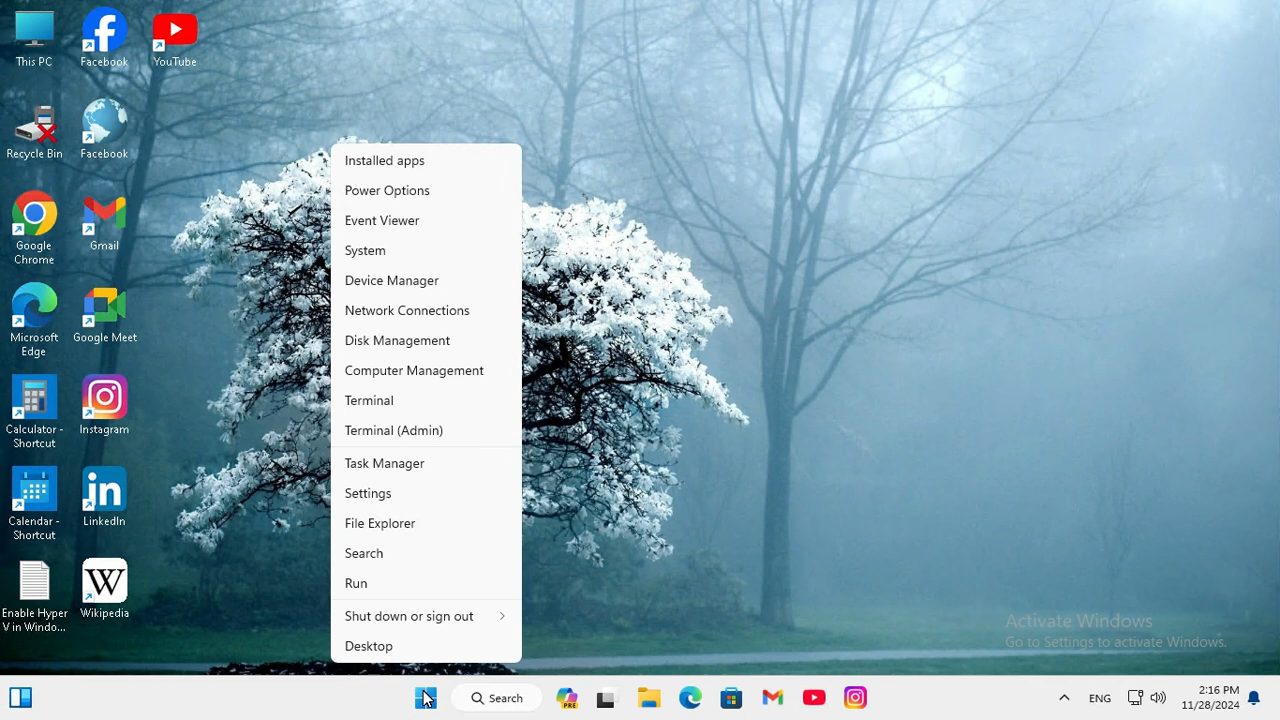 This PC
Facebook
YouTube
Recycle Bin
Facebook
Google
Chrome
Gmail
Microsoft
Edge
Google Meet
Calculator -
Shortcut
Instagram
Calendar -
Shortcut
LinkedIn
Enable Hyper
V in Windo...
Wikipedia
Installed apps
Power Options
Event Viewer
System
Device Manager
Network Connections
Disk Management
Computer Management
Terminal
Terminal (Admin)
Task Manager
Settings
File Explorer
Search
Run
Shut down or sign out
Desktop
Activate Windows
Go to Settings to activate Windows.
Search
PRE
ENG
2:16 PM
11/28/2024